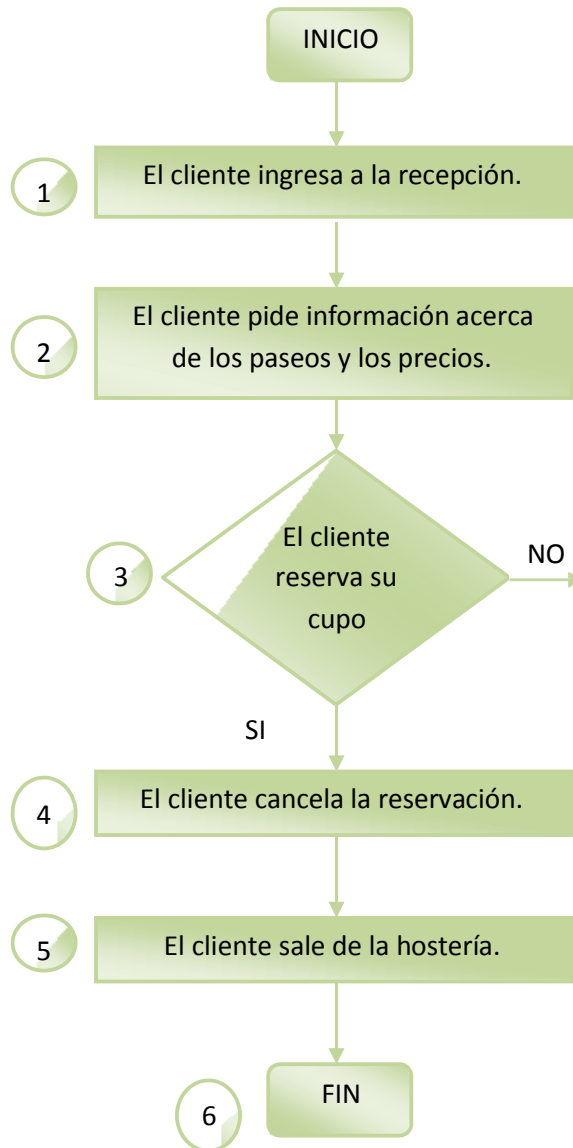 INICIO
1
El cliente ingresa a la recepción.
2
El cliente pide información acerca
de los paseos y los precios.
3
El cliente
reserva su
cupo
NO
SI
4
El cliente cancela la reservación.
5
El cliente sale de la hostería.
6
FIN